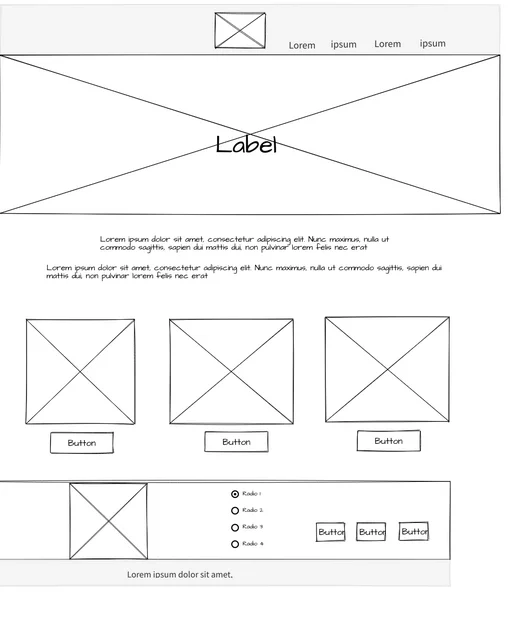 Lorem ipsum Lorem ipsum
Label
Lorem ipsum dolor sit amet, consectetur adipiscing elit. Nunc maximus, nulla ut
commodo sagittis, sapien dui mattis dui, non pulvinar lorem felis nec erat
Lorem ipsum dolor sit amet, consectetur adipiscing elit. Nunc maximus, nulla ut commodo sagittis, sapien dui
mattis dui, non pulvinar lorem felis nec erat
Button Button Button
Radio 1
Radio 2
Radio 3
Radio 4
Button Button Button
Lorem ipsum dolor sit amet,